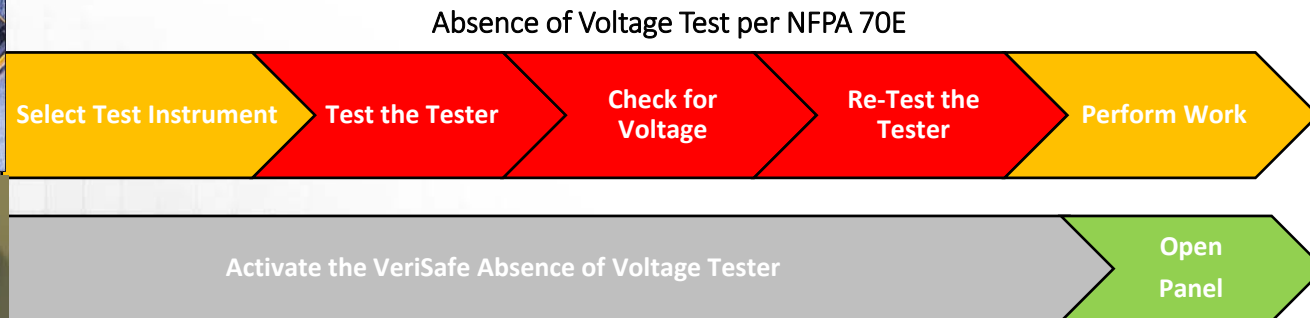 Absence of Voltage Test per NFPA 70E
Select Test Instrument
Test the Tester
Check for
Voltage
Re-Test the
Tester
Perform Work
Activate the VeriSafe Absence of Voltage Tester
Open
Panel